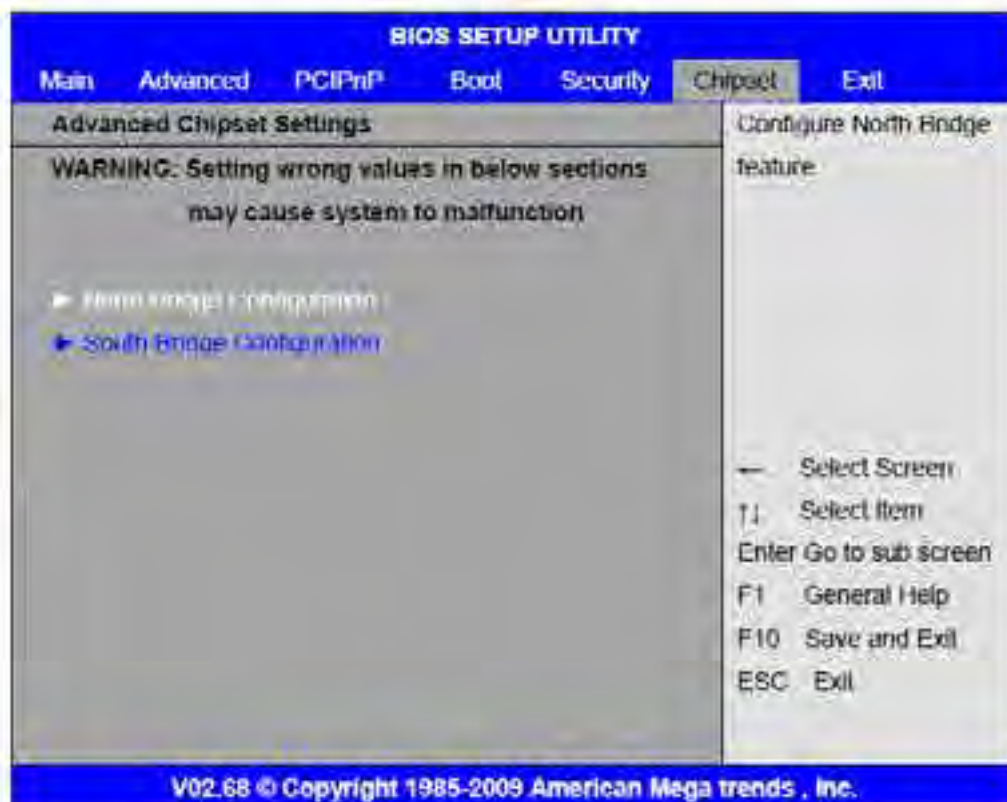 BIOS SETUP UTILITY
Main Advanced PCIPnP Boot Security Chipset Exit
Advanced Chipset Settings
WARNING: Setting wrong values in below sections
may cause system to malfunction
► North Bridge Configuration
► South Bridge Configuration
Configure North Bridge
feature
← Select Screen
↑↓ Select Item
Enter Go to sub screen
F1 General Help
F10 Save and Exit
ESC Exit
V02.68 © Copyright 1985-2009 American Mega trends , Inc.